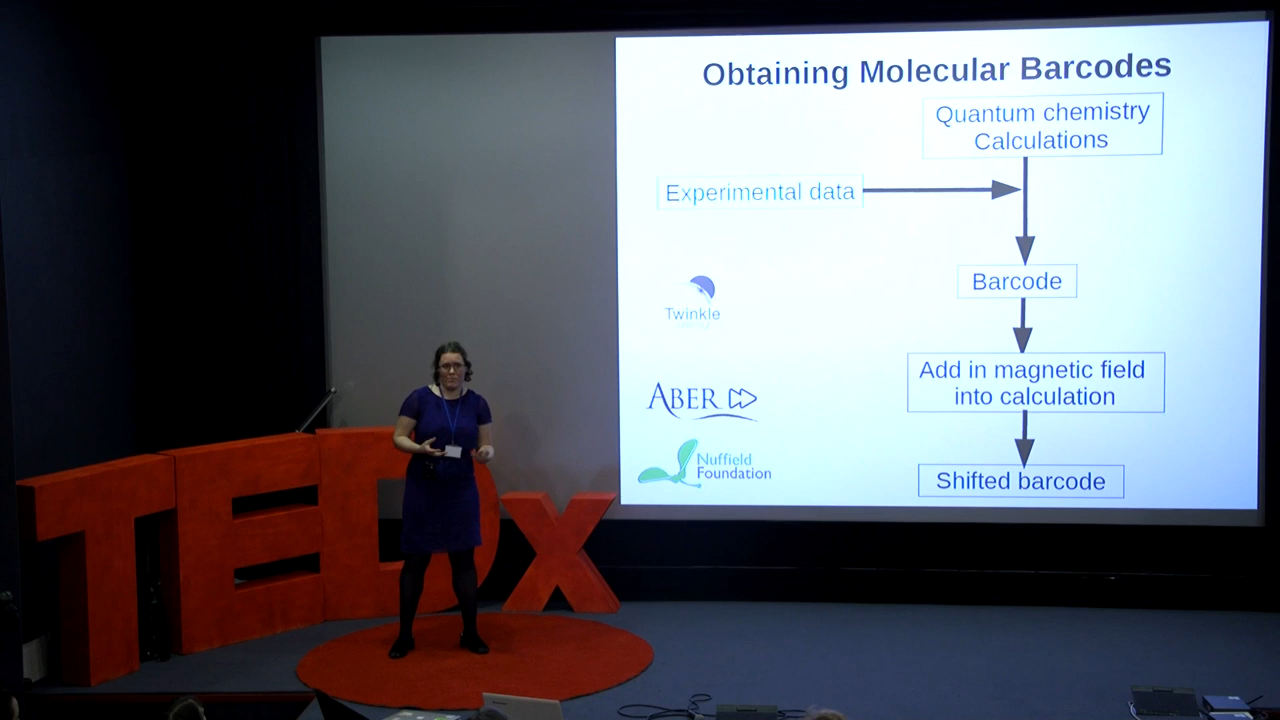 Obtaining Molecular Barcodes
Quantum chemistry
Calculations
Experimental data
Barcode
Twinkle
Add in magnetic field
into calculation
ABER
Nuffield
Foundation
Shifted barcode
TEDx